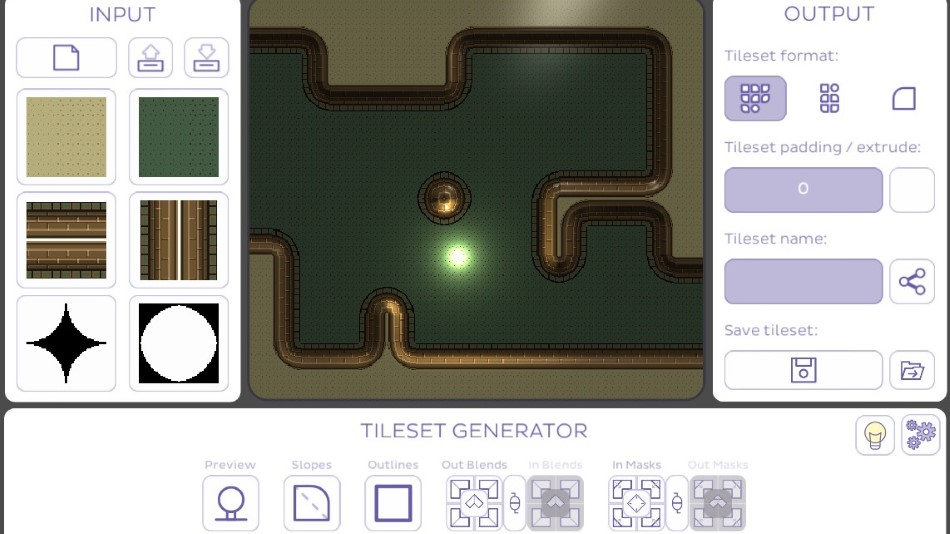 INPUT
OUTPUT
Tileset format:
Tileset padding / extrude:
0
Tileset name:
Save tileset:
TILESET GENERATOR
Preview
Slopes
Outlines
Out Blends
In Blends
In Masks
Out Masks